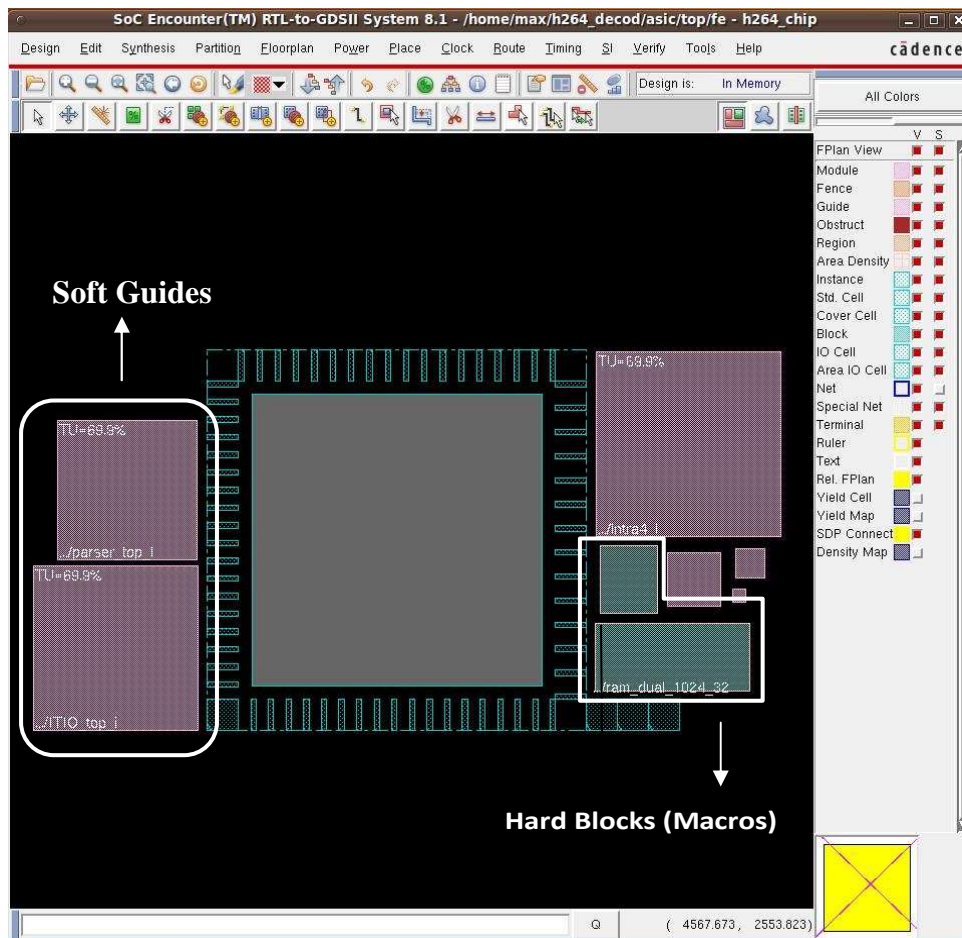 SoC Encounter(TM) RTL-to-GDSII System 8.1 - /home/max/h264_decod/asic/top/fe - h264_chip
Design Edit Synthesis Partition Floorplan Power Place Clock Route Timing SI Verify Tools Help
cādence
Design is: In Memory
All Colors
V S
FPlan View
Module
Fence
Guide
Obstruct
Region
Area Density
Instance
Std. Cell
Cover Cell
Block
IO Cell
Area IO Cell
Net
Special Net
Terminal
Ruler
Text
Rel. FPlan
Yield Cell
Yield Map
SDP Connect
Density Map
Soft Guides
TU=69.9%
../parser_top_i
TU=69.9%
../ITIO_top_i
TU=69.9%
../intra4_i
../ram_dual_1024_32
Hard Blocks (Macros)
Q
( 4567.673, 2553.823)